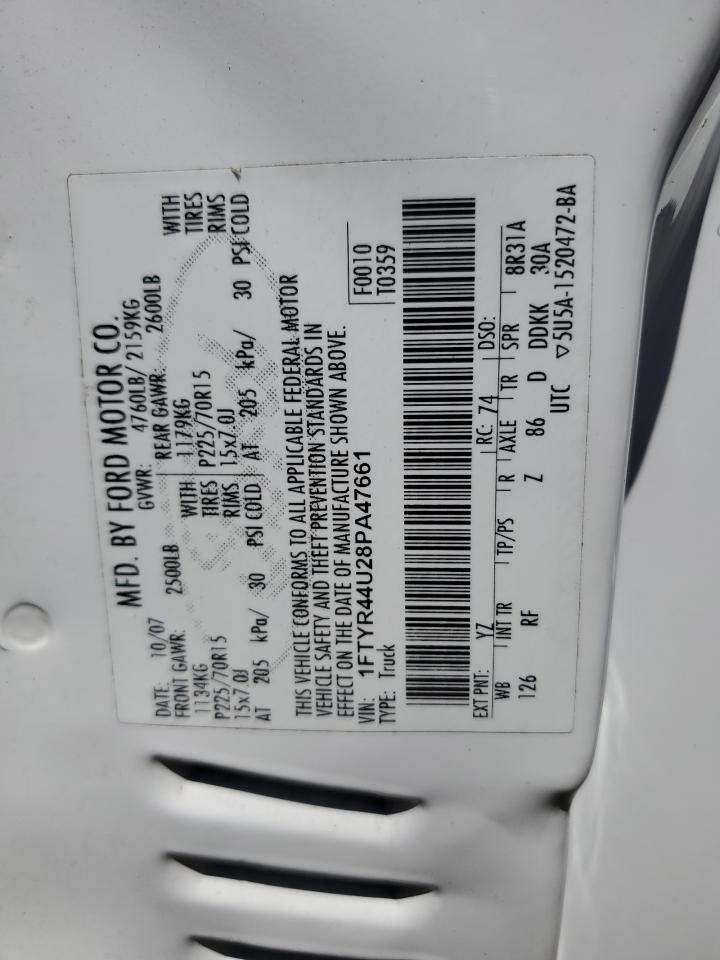 MFD. BY FORD MOTOR CO.
DATE: 10/07 GVWR: 4760LB/ 2159KG
FRONT GAWR: 2500LB REAR GAWR: 2600LB
1134KG WITH 1179KG WITH
P225/70R15 TIRES P225/70R15 TIRES
15x7.0J RIMS 15x7.0J RIMS
AT 205 kPa/ 30 PSI COLD AT 205 kPa/ 30 PSI COLD
THIS VEHICLE CONFORMS TO ALL APPLICABLE FEDERAL MOTOR
VEHICLE SAFETY AND THEFT PREVENTION STANDARDS IN
EFFECT ON THE DATE OF MANUFACTURE SHOWN ABOVE.
VIN: 1FTYR44U28PA47661 F0010
TYPE: Truck T0359
EXT PNT: YZ RC: 74 DSO:
WB INT TR TP/PS R AXLE TR SPR 8R31A
126 RF Z 86 D DDKK 30A
UTC ▽5U5A-1520472-BA